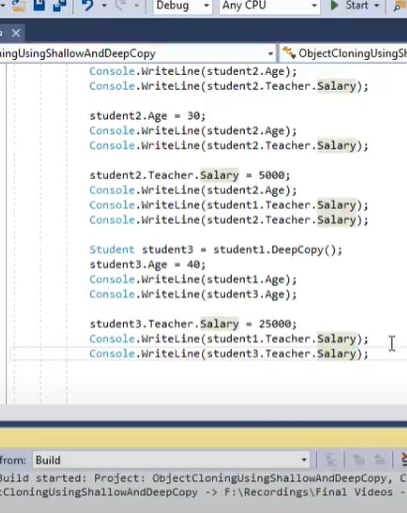 Debug Any CPU Start
ningUsingShallowAndDeepCopy ObjectCloningUsingS
Console.WriteLine(student2.Age);
Console.WriteLine(student2.Teacher.Salary);
student2.Age = 30;
Console.WriteLine(student2.Age);
Console.WriteLine(student2.Teacher.Salary);
student2.Teacher.Salary = 5000;
Console.WriteLine(student2.Age);
Console.WriteLine(student1.Teacher.Salary);
Console.WriteLine(student2.Teacher.Salary);
Student student3 = student1.DeepCopy();
student3.Age = 40;
Console.WriteLine(student1.Age);
Console.WriteLine(student3.Age);
student3.Teacher.Salary = 25000;
Console.WriteLine(student1.Teacher.Salary);
Console.WriteLine(student3.Teacher.Salary);
from: Build
Build started: Project: ObjectCloningUsingShallowAndDeepCopy, C
ctCloningUsingShallowAndDeepCopy -> F:\Recordings\Final Videos -